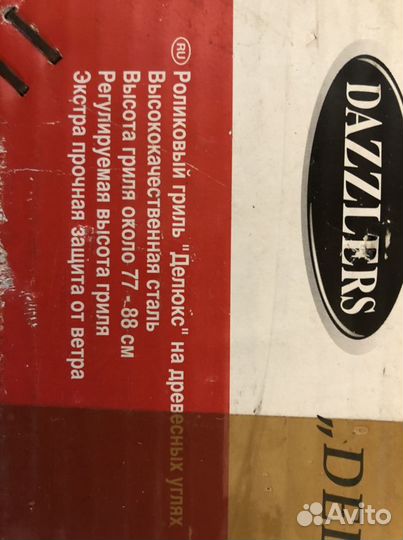 DAZZLERS
„DEL
RU Роликовый гриль "Делюкс" на древесных углях
Высококачественная сталь
Высота гриля около 77 - 88 см
Регулируемая высота гриля
Экстра прочная защита от ветра
Avito